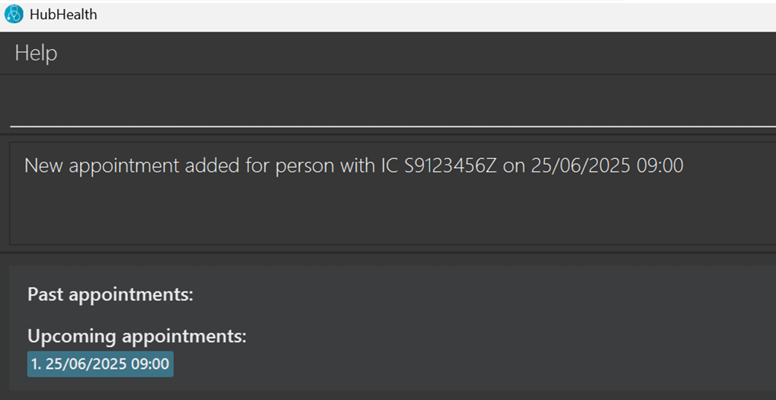 HubHealth
Help
New appointment added for person with IC S9123456Z on 25/06/2025 09:00
Past appointments:
Upcoming appointments:
1. 25/06/2025 09:00